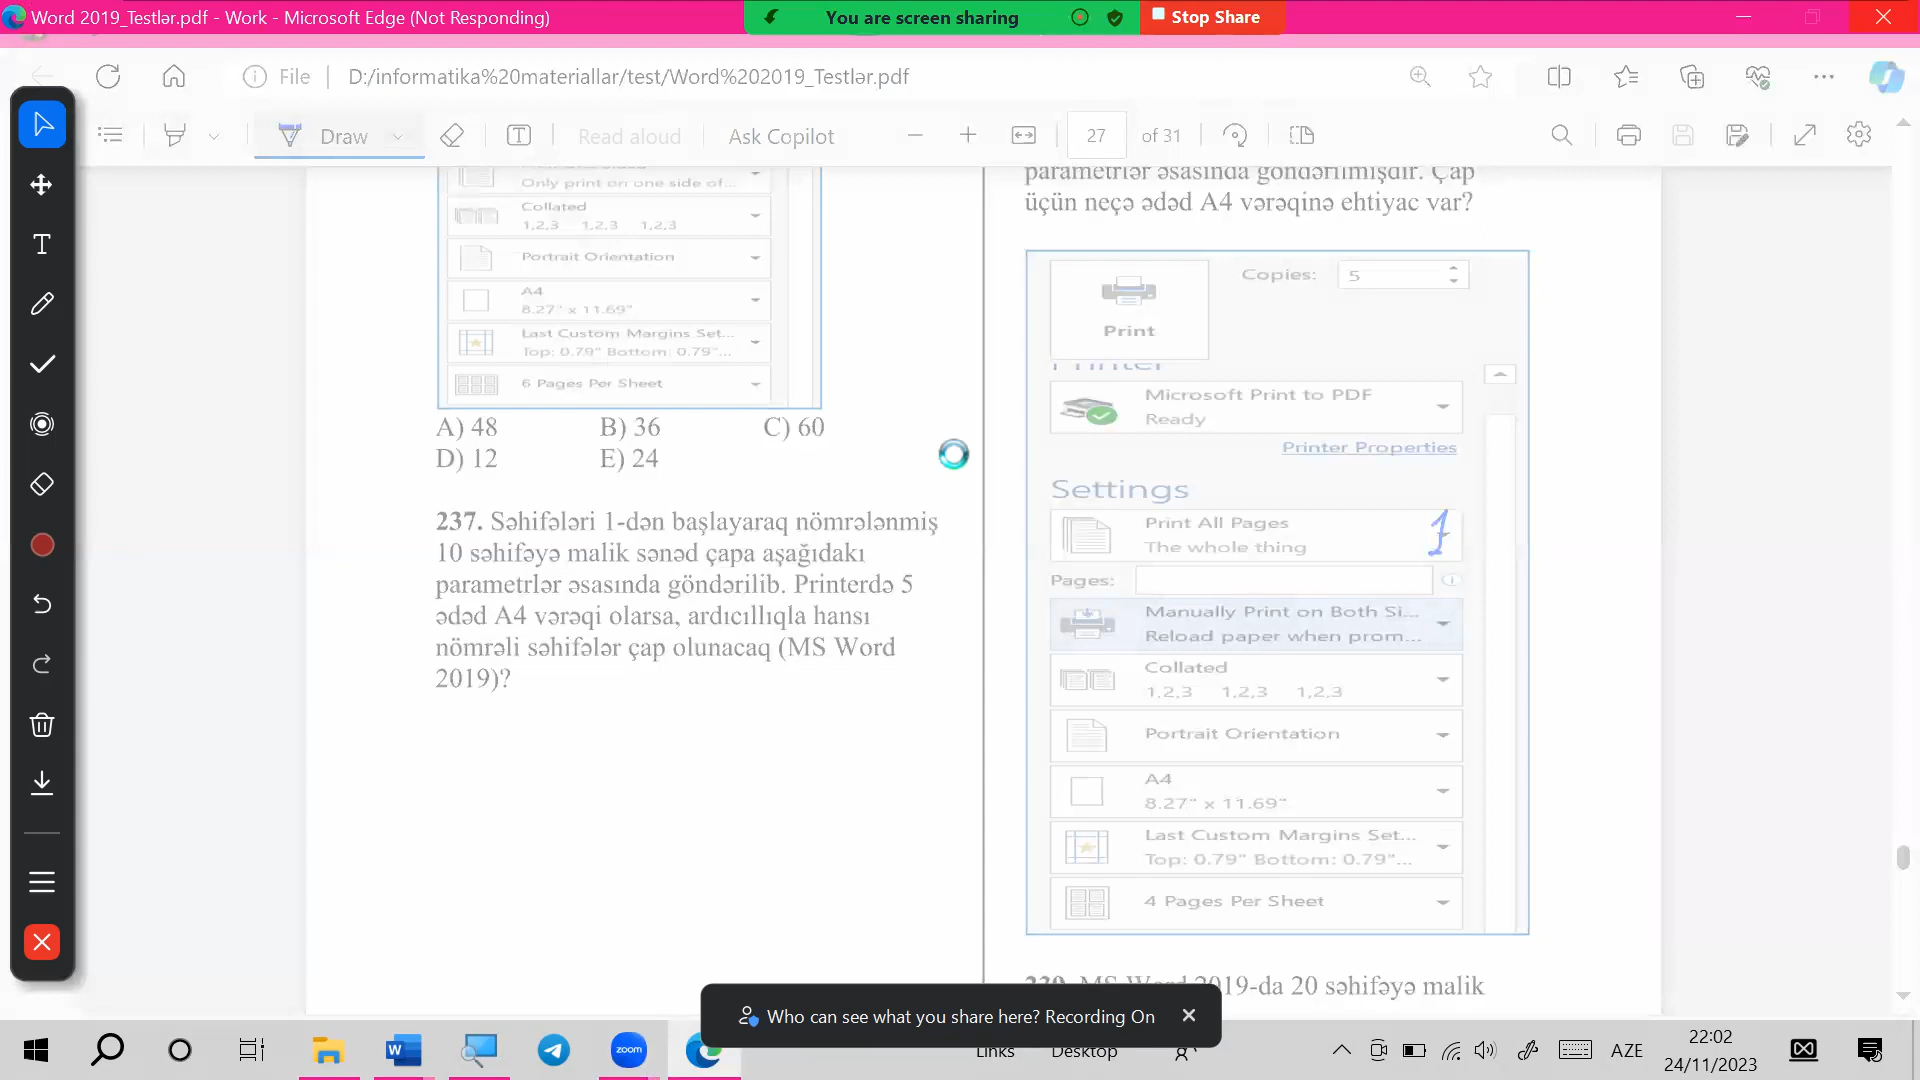 Word 2019_Testlər.pdf - Work - Microsoft Edge (Not Responding)
You are screen sharing
Stop Share
File
D:/informatika%20materiallar/test/Word%202019_Testlər.pdf
Draw
Read aloud
Ask Copilot
27
of 31
Only print on one side of...
Collated
1,2,3 1,2,3 1,2,3
Portrait Orientation
A4
8.27" x 11.69"
Last Custom Margins Set...
Top: 0.79" Bottom: 0.79"...
6 Pages Per Sheet
A) 48 B) 36 C) 60
D) 12 E) 24
237. Səhifələri 1-dən başlayaraq nömrələnmiş
10 səhifəyə malik sənəd çapa aşağıdakı
parametrlər əsasında göndərilib. Printerdə 5
ədəd A4 vərəqi olarsa, ardıcıllıqla hansı
nömrəli səhifələr çap olunacaq (MS Word
2019)?
parametrlər əsasında göndərilmişdir. Çap
üçün neçə ədəd A4 vərəqinə ehtiyac var?
Print
Copies: 5
Printer
Microsoft Print to PDF
Ready
Printer Properties
Settings
Print All Pages
The whole thing
1
Pages:
Manually Print on Both Si...
Reload paper when prom...
Collated
1,2,3 1,2,3 1,2,3
Portrait Orientation
A4
8.27" x 11.69"
Last Custom Margins Set...
Top: 0.79" Bottom: 0.79"...
4 Pages Per Sheet
239. MS Word 2019-da 20 səhifəyə malik
Who can see what you share here? Recording On
zoom
Links
Desktop
AZE
22:02
24/11/2023